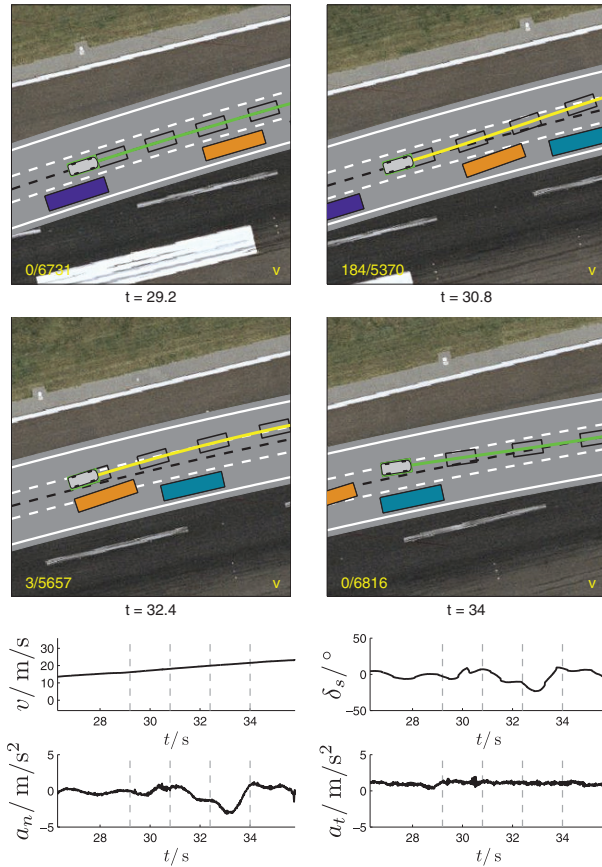 0/6731 v
184/5370 v
t = 29.2
t = 30.8
3/5657 v
0/6816 v
t = 32.4
t = 34
v/ m/s
30
20
10
0
28 30 32 34
t/ s
δs/ °
50
0
−50
28 30 32 34
t/ s
an/ m/s²
5
0
−5
28 30 32 34
t/ s
at/ m/s²
5
0
−5
28 30 32 34
t/ s